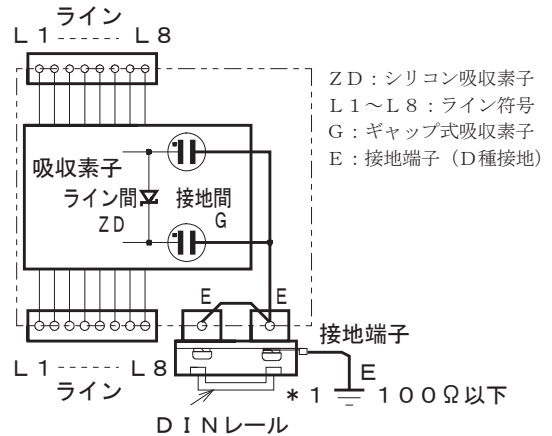 ライン
Ｌ１ Ｌ８
ＺＤ：シリコン吸収素子
Ｌ１～Ｌ８：ライン符号
Ｇ：ギャップ式吸収素子
Ｅ：接地端子（Ｄ種接地）
吸収素子
ライン間 接地間
ＺＤ Ｇ
Ｅ Ｅ
接地端子
Ｌ１ Ｌ８ Ｅ
ライン ＊１ １００Ω以下
ＤＩＮレール